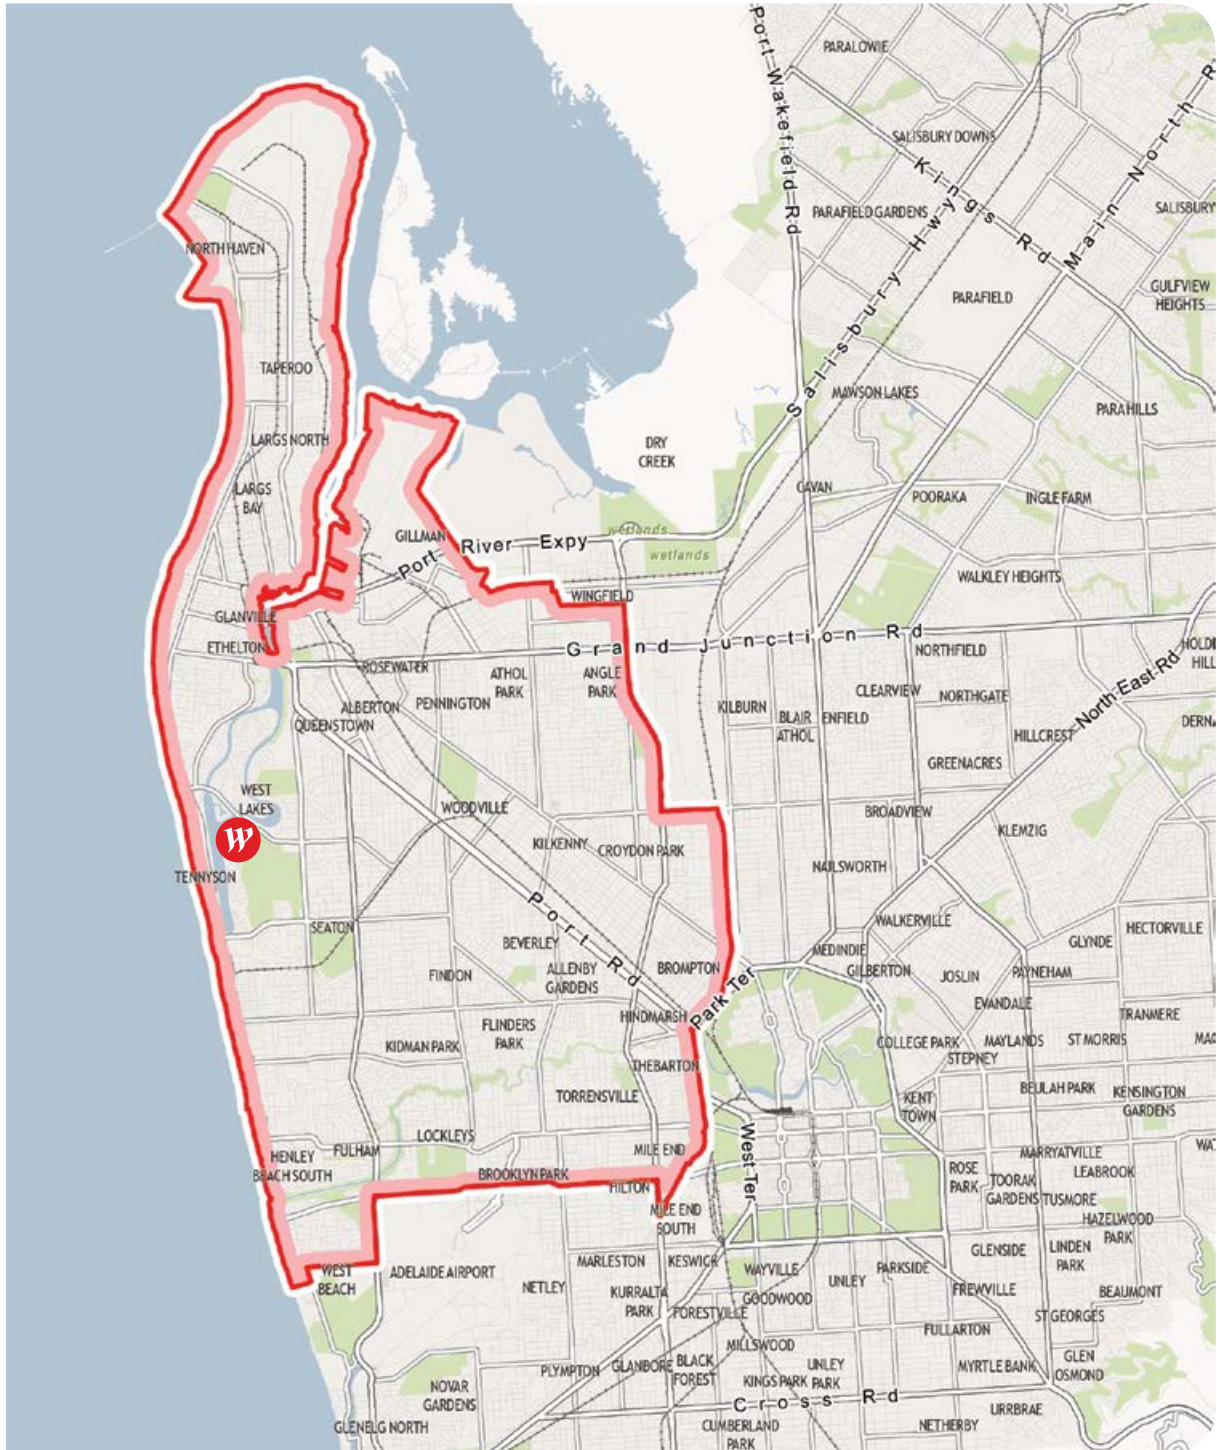 PARALOWIE
Port Wakefield Rd
SALISBURY DOWNS
Kings Rd
Main North R
PARAFIELD GARDENS
SALISBURY
Salisbury Hwy
NORTH HAVEN
PARAFIELD
GULFVIEW
HEIGHTS
TAPEROO
MAWSON LAKES
PARA HILLS
LARGS NORTH
DRY
CREEK
LARGS
BAY
CAVAN
POORAKA
INGLE FARM
GILLMAN
Port River Expy
wetlands
wetlands
WALKLEY HEIGHTS
WINGFIELD
GLANVILLE
ETHELTON
Grand Junction Rd
NORTHFIELD
HOLD
HILL
ROSEWATER
ATHOL
PARK
ANGLE
PARK
ALBERTON
PENNINGTON
QUEENSTOWN
KILBURN
BLAIR
ATHOL
ENFIELD
CLEARVIEW
NORTHGATE
North East Rd
HILLCREST
DERNA
GREENACRES
WEST
LAKES
WOODVILLE
BROADVIEW
W
KILKENNY
CROYDON PARK
KLEMZIG
TENNYSON
NAILSWORTH
Port Rd
SEATON
WALKERVILLE
HECTORVILLE
BEVERLEY
GLYNDE
MEDINDIE
FINDON
ALLENBY
GARDENS
BROMPTON
GILBERTON
JOSLIN
PAYNEHAM
Park Ter
EVANDALE
HINDMARSH
TRANMERE
FLINDERS
PARK
KIDMAN PARK
COLLEGE PARK
MAYLANDS
ST MORRIS
MAG
STEPNEY
THEBARTON
TORRENSVILLE
KENT
TOWN
BEULAH PARK
KENSINGTON
GARDENS
West Ter
LOCKLEYS
FULHAM
MILE END
MARRYATVILLE
WAT
HENLEY
BEACH SOUTH
BROOKLYN PARK
ROSE
PARK
LEABROOK
HILTON
TOORAK
GARDENS
TUSMORE
MILE END
SOUTH
HAZELWOOD
PARK
GLENSIDE
LINDEN
PARK
WEST
BEACH
ADELAIDE AIRPORT
MARLESTON
KESWICK
WAYVILLE
PARKSIDE
NETLEY
UNLEY
FREWVILLE
BEAUMONT
KURRALTA
PARK
GOODWOOD
FORESTVILLE
ST GEORGES
FULLARTON
MILLSWOOD
PLYMPTON
GLANDORE
BLACK
FOREST
UNLEY
PARK
MYRTLE BANK
GLEN
OSMOND
KINGS PARK
NOVAR
GARDENS
Cross Rd
URRBRAE
GLENELG NORTH
CUMBERLAND
PARK
NETHERBY